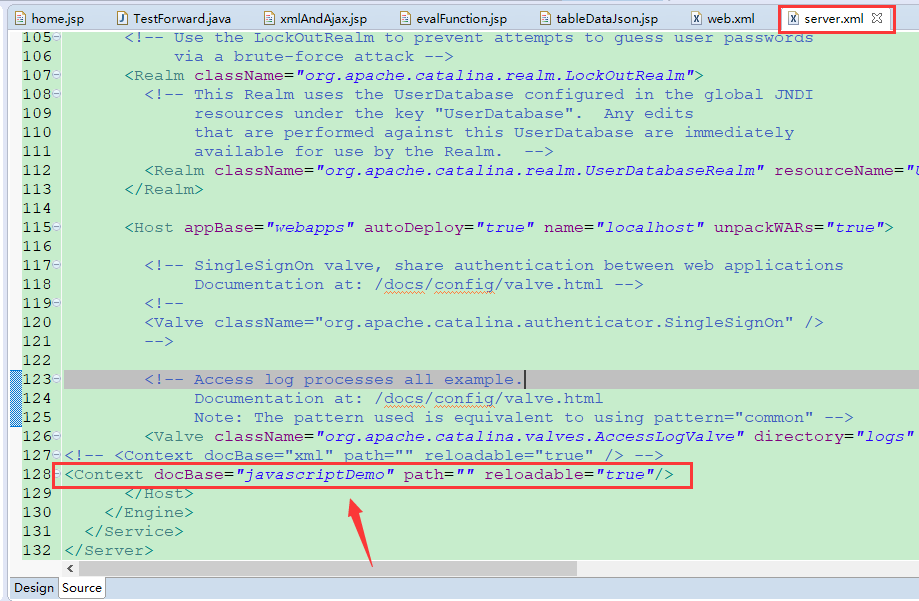 home.jsp TestForward.java xmlAndAjax.jsp evalFunction.jsp tableDataJson.jsp web.xml server.xml
105 <!-- Use the LockOutRealm to prevent attempts to guess user passwords
106 via a brute-force attack -->
107 <Realm className="org.apache.catalina.realm.LockOutRealm">
108 <!-- This Realm uses the UserDatabase configured in the global JNDI
109 resources under the key "UserDatabase". Any edits
110 that are performed against this UserDatabase are immediately
111 available for use by the Realm. -->
112 <Realm className="org.apache.catalina.realm.UserDatabaseRealm" resourceName="U
113 </Realm>
114
115 <Host appBase="webapps" autoDeploy="true" name="localhost" unpackWARs="true">
116
117 <!-- SingleSignOn valve, share authentication between web applications
118 Documentation at: /docs/config/valve.html -->
119 <!--
120 <Valve className="org.apache.catalina.authenticator.SingleSignOn" />
121 -->
122
123 <!-- Access log processes all example.
124 Documentation at: /docs/config/valve.html
125 Note: The pattern used is equivalent to using pattern="common" -->
126 <Valve className="org.apache.catalina.valves.AccessLogValve" directory="logs"
127 <!-- <Context docBase="xml" path="" reloadable="true" /> -->
128 <Context docBase="javascriptDemo" path="" reloadable="true"/>
129 </Host>
130 </Engine>
131 </Service>
132 </Server>
Design Source